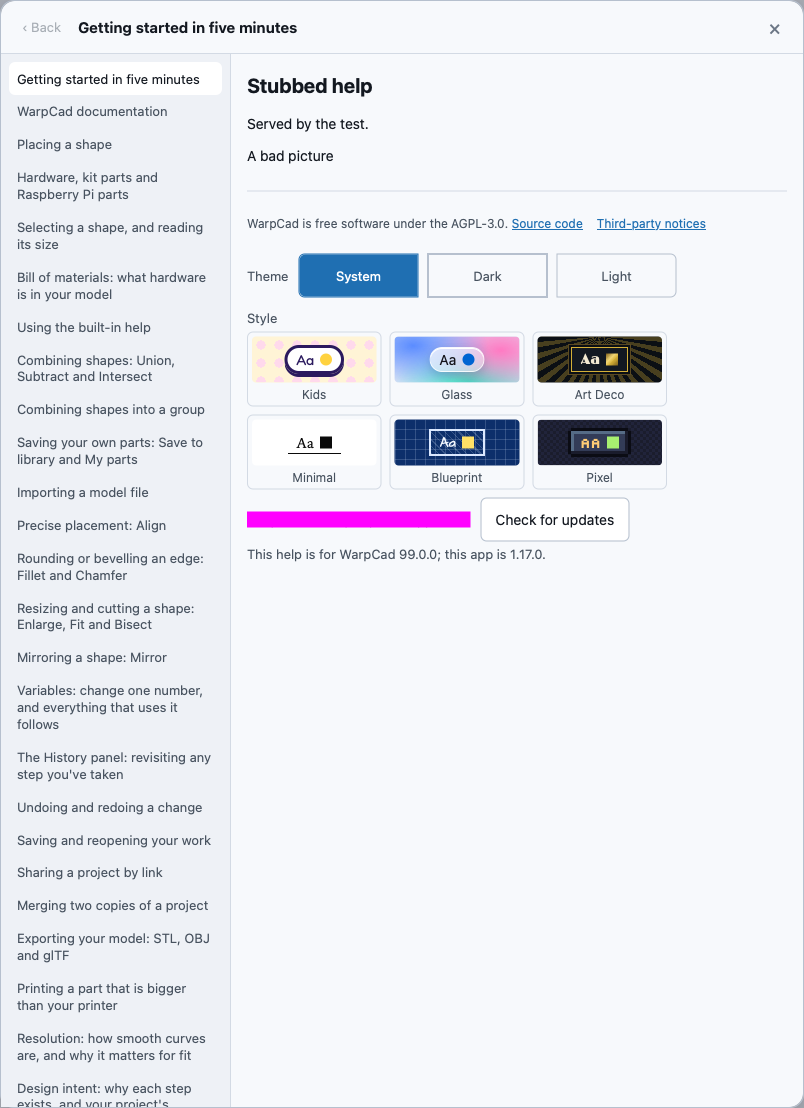 ‹ Back
Getting started in five minutes
×
Getting started in five minutes
WarpCad documentation
Placing a shape
Hardware, kit parts and
Raspberry Pi parts
Selecting a shape, and reading
its size
Bill of materials: what hardware
is in your model
Using the built-in help
Combining shapes: Union,
Subtract and Intersect
Combining shapes into a group
Saving your own parts: Save to
library and My parts
Importing a model file
Precise placement: Align
Rounding or bevelling an edge:
Fillet and Chamfer
Resizing and cutting a shape:
Enlarge, Fit and Bisect
Mirroring a shape: Mirror
Variables: change one number,
and everything that uses it
follows
The History panel: revisiting any
step you've taken
Undoing and redoing a change
Saving and reopening your work
Sharing a project by link
Merging two copies of a project
Exporting your model: STL, OBJ
and glTF
Printing a part that is bigger
than your printer
Resolution: how smooth curves
are, and why it matters for fit
Design intent: why each step
exists, and your project's
Stubbed help
Served by the test.
A bad picture
WarpCad is free software under the AGPL-3.0. Source code Third-party notices
Theme System Dark Light
Style
Aa Aa Aa
Kids Glass Art Deco
Aa Aa AA
Minimal Blueprint Pixel
Check for updates
This help is for WarpCad 99.0.0; this app is 1.17.0.